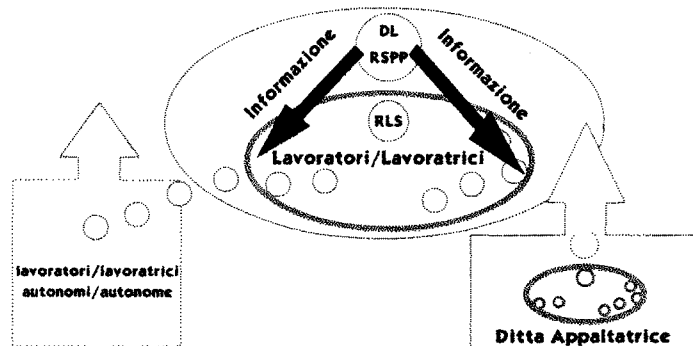 DL
RSPP
Informazione
Informazione
RLS
Lavoratori/Lavoratrici
lavoratori/lavoratrici
autonomi/autonome
Ditta Appaltatrice